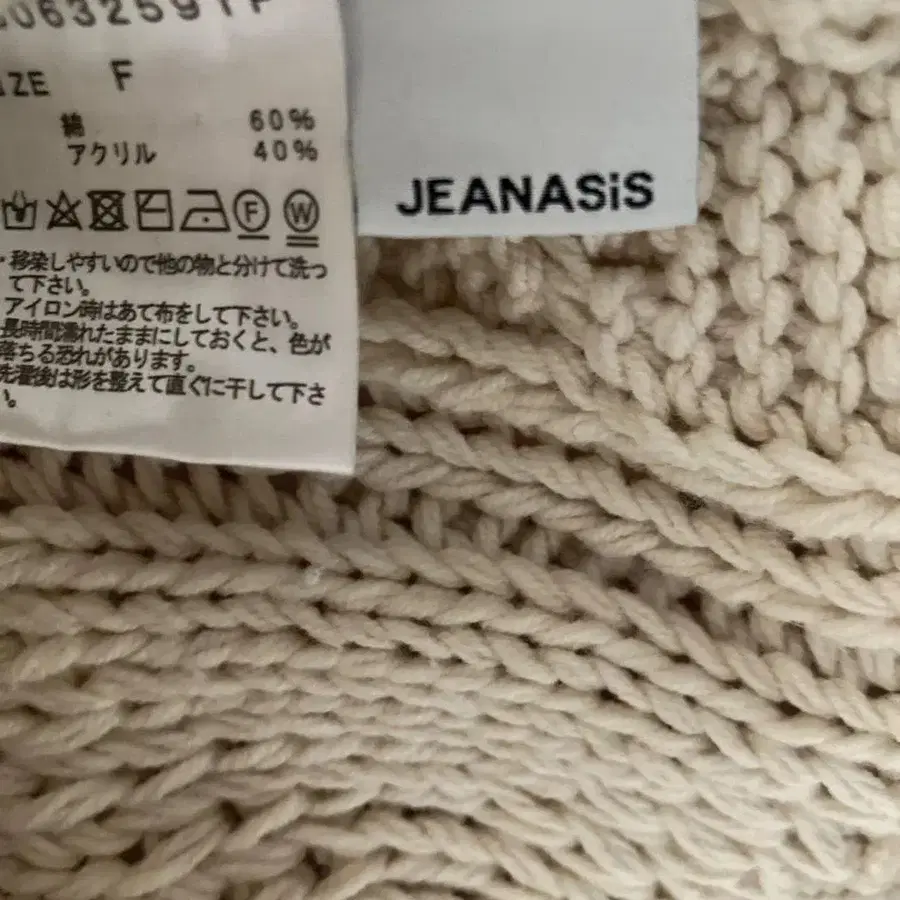 0632591F
SIZE F
綿 60%
アクリル 40%
F W
・移染しやすいので他の物と分けて洗っ
て下さい。
アイロン時はあて布をして下さい。
長時間濡れたままにしておくと、色が
落ちる恐れがあります。
洗濯後は形を整えて直ぐに干して下さ
い。
JEANASiS